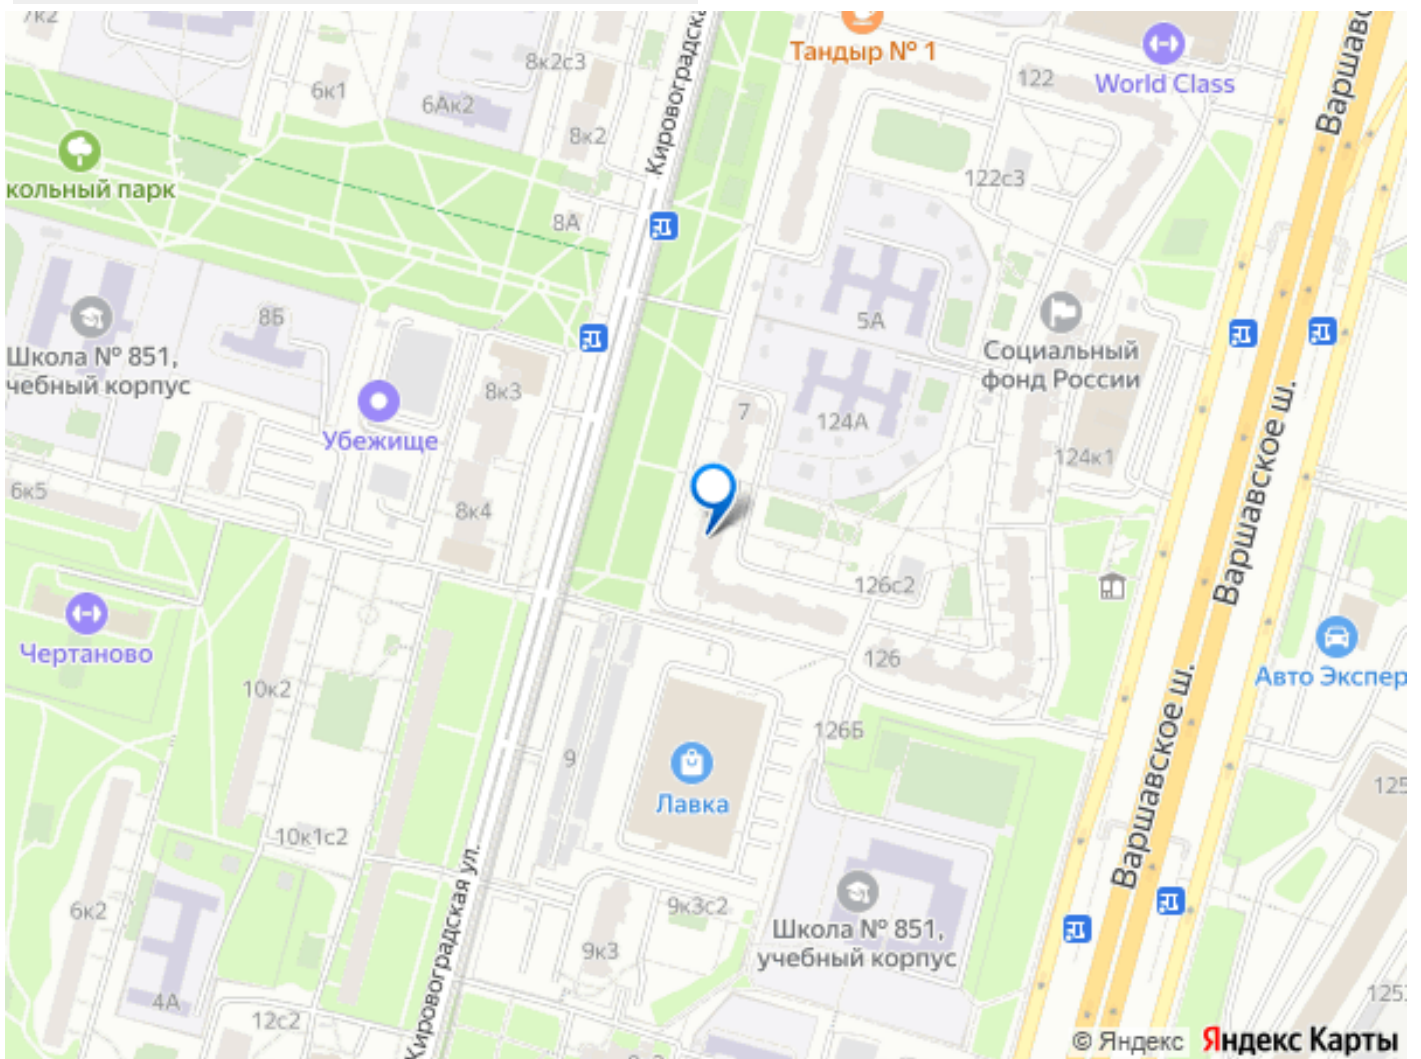 7к2
8к2с3
6к1
6Ак2
8к2
Кировоградска
Тандыр № 1
122
World Class
Варшавс
кольный парк
8А
122с3
8Б
5А
Школа № 851,
чебный корпус
8к3
Социальный
фонд России
Убежище
7
124А
124к1
6к5
8к4
Варшавское ш.
126с2
Чертаново
126
Авто Экспер
10к2
126Б
Варшавское ш.
9
Лавка
125
10к1с2
Кировоградская ул.
6к2
9к3с2
Школа № 851,
учебный корпус
9к3
4А
12с2
125
© Яндекс Яндекс Карты